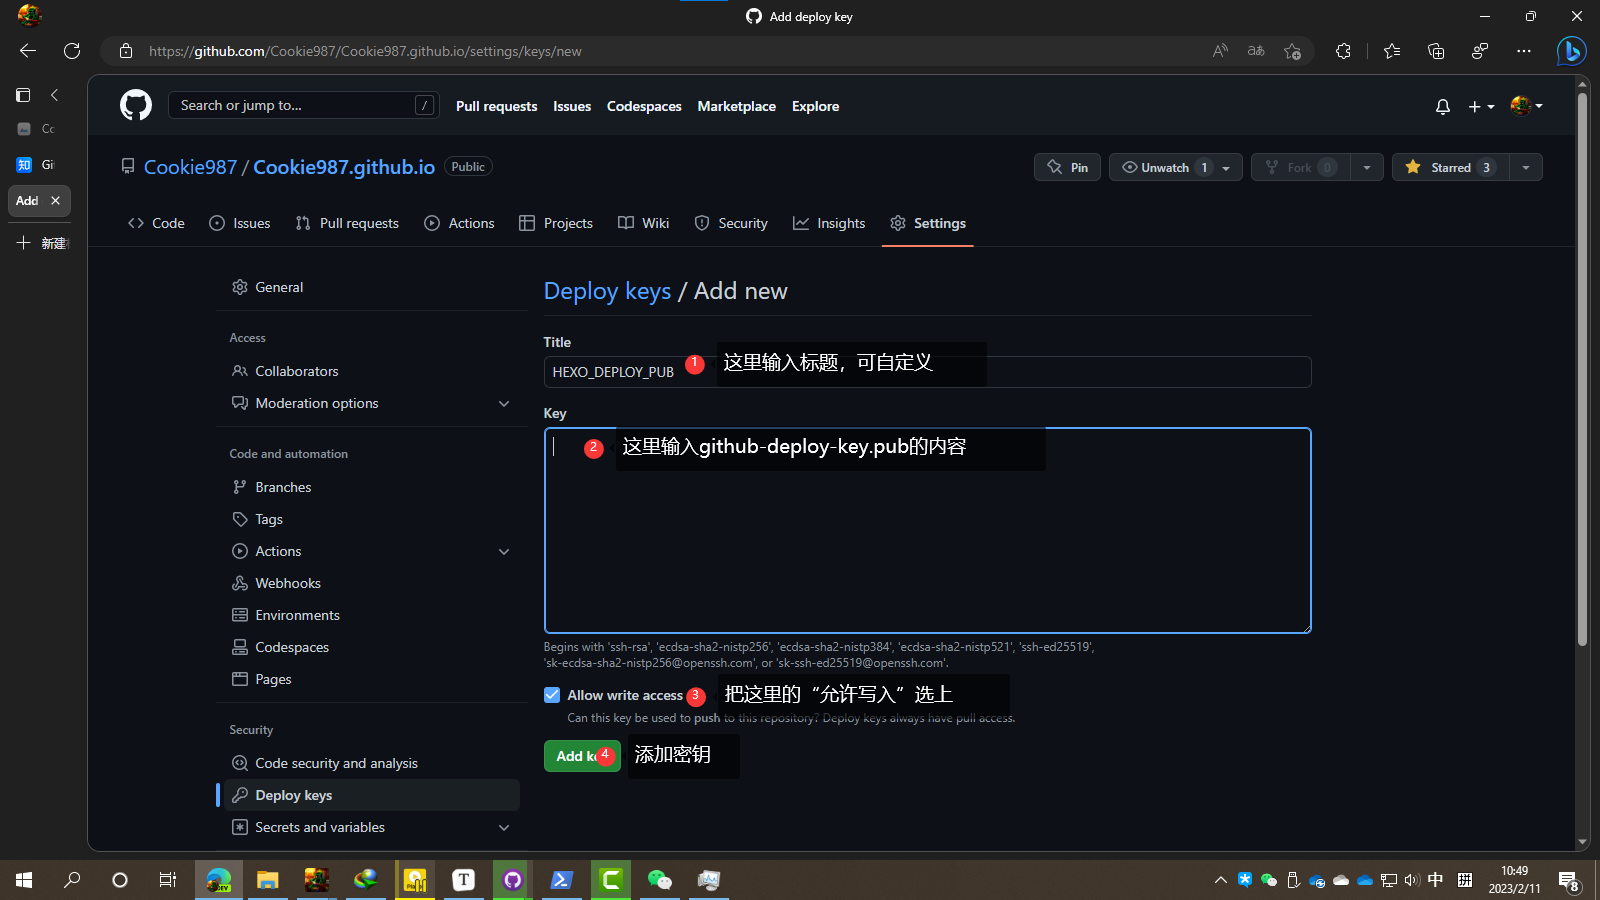 Add deploy key
https://github.com/Cookie987/Cookie987.github.io/settings/keys/new
Search or jump to...
/
Pull requests
Issues
Codespaces
Marketplace
Explore
Cc
知
Gi
Add
新建
Cookie987 / Cookie987.github.io
Public
Pin
Unwatch 1
Fork 0
Starred 3
Code
Issues
Pull requests
Actions
Projects
Wiki
Security
Insights
Settings
General
Access
Collaborators
Moderation options
Code and automation
Branches
Tags
Actions
Webhooks
Environments
Codespaces
Pages
Security
Code security and analysis
Deploy keys
Secrets and variables
Deploy keys / Add new
Title
HEXO_DEPLOY_PUB
1 这里输入标题，可自定义
Key
2 这里输入github-deploy-key.pub的内容
Begins with 'ssh-rsa', 'ecdsa-sha2-nistp256', 'ecdsa-sha2-nistp384', 'ecdsa-sha2-nistp521', 'ssh-ed25519',
'sk-ecdsa-sha2-nistp256@openssh.com', or 'sk-ssh-ed25519@openssh.com'.
Allow write access
3 把这里的“允许写入”选上
Can this key be used to push to this repository? Deploy keys always have pull access.
Add k
4 添加密钥
T
C
中
拼
10:49
2023/2/11
8